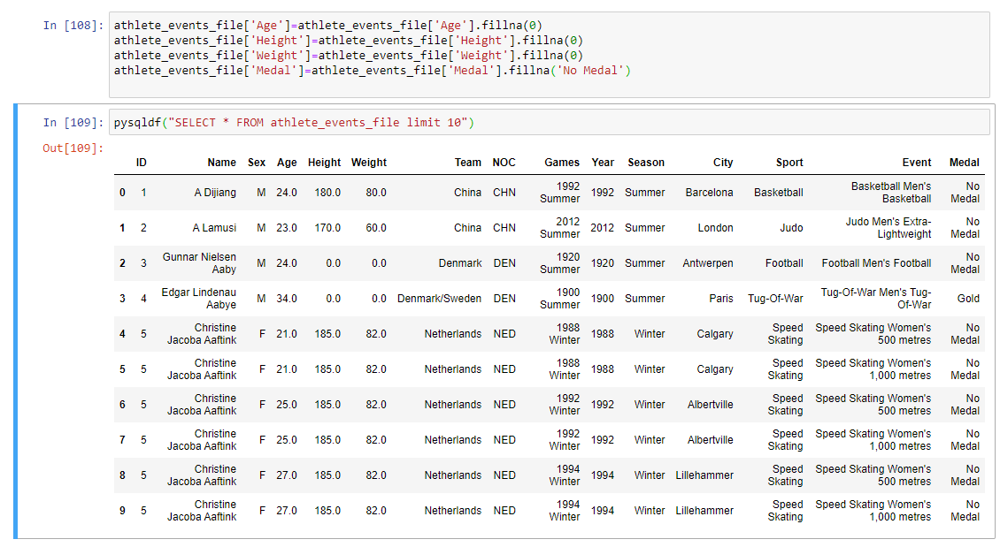 In [108]: athlete_events_file['Age']=athlete_events_file['Age'].fillna(0)
athlete_events_file['Height']=athlete_events_file['Height'].fillna(0)
athlete_events_file['Weight']=athlete_events_file['Weight'].fillna(0)
athlete_events_file['Medal']=athlete_events_file['Medal'].fillna('No Medal')
In [109]: pysqldf("SELECT * FROM athlete_events_file limit 10")
Out[109]:
ID Name Sex Age Height Weight Team NOC Games Year Season City Sport Event Medal
0 1 A Dijiang M 24.0 180.0 80.0 China CHN 1992 Summer 1992 Summer Barcelona Basketball Basketball Men's Basketball No Medal
1 2 A Lamusi M 23.0 170.0 60.0 China CHN 2012 Summer 2012 Summer London Judo Judo Men's Extra-Lightweight No Medal
2 3 Gunnar Nielsen Aaby M 24.0 0.0 0.0 Denmark DEN 1920 Summer 1920 Summer Antwerpen Football Football Men's Football No Medal
3 4 Edgar Lindenau Aabye M 34.0 0.0 0.0 Denmark/Sweden DEN 1900 Summer 1900 Summer Paris Tug-Of-War Tug-Of-War Men's Tug-Of-War Gold
4 5 Christine Jacoba Aaftink F 21.0 185.0 82.0 Netherlands NED 1988 Winter 1988 Winter Calgary Speed Skating Speed Skating Women's 500 metres No Medal
5 5 Christine Jacoba Aaftink F 21.0 185.0 82.0 Netherlands NED 1988 Winter 1988 Winter Calgary Speed Skating Speed Skating Women's 1,000 metres No Medal
6 5 Christine Jacoba Aaftink F 25.0 185.0 82.0 Netherlands NED 1992 Winter 1992 Winter Albertville Speed Skating Speed Skating Women's 500 metres No Medal
7 5 Christine Jacoba Aaftink F 25.0 185.0 82.0 Netherlands NED 1992 Winter 1992 Winter Albertville Speed Skating Speed Skating Women's 1,000 metres No Medal
8 5 Christine Jacoba Aaftink F 27.0 185.0 82.0 Netherlands NED 1994 Winter 1994 Winter Lillehammer Speed Skating Speed Skating Women's 500 metres No Medal
9 5 Christine Jacoba Aaftink F 27.0 185.0 82.0 Netherlands NED 1994 Winter 1994 Winter Lillehammer Speed Skating Speed Skating Women's 1,000 metres No Medal